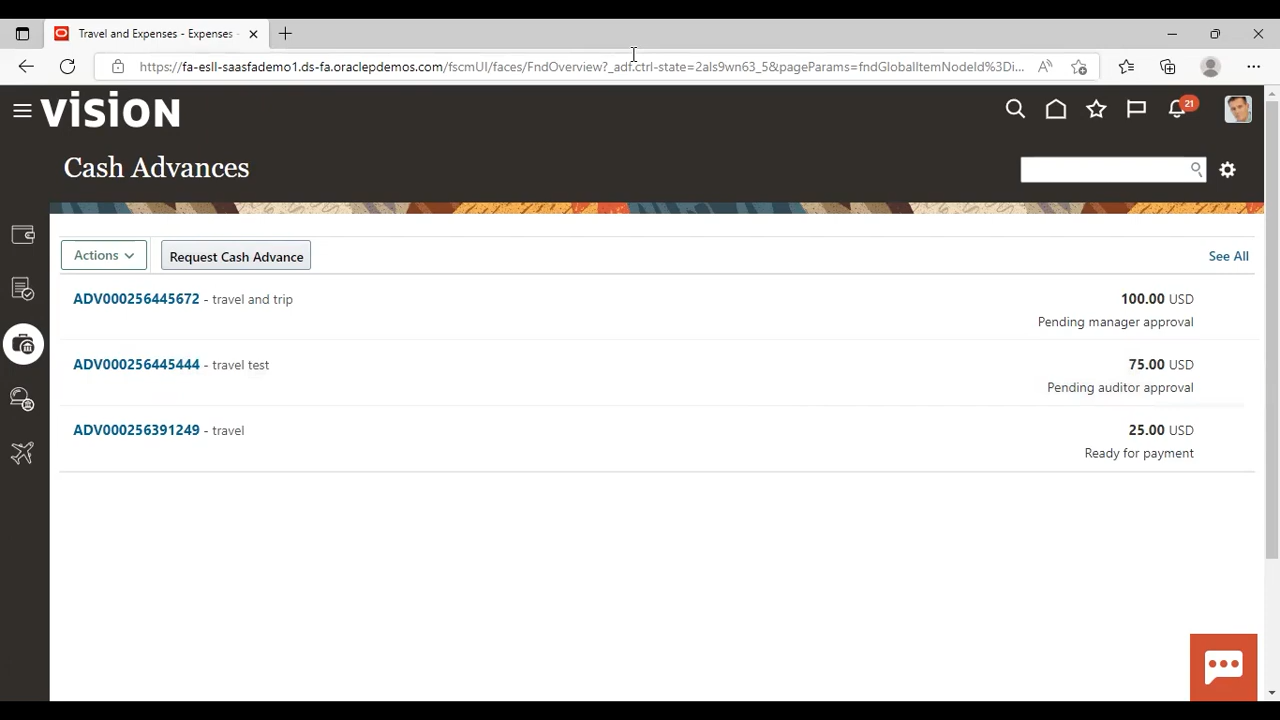 Travel and Expenses - Expenses -
https://fa-esll-saasfademo1.ds-fa.oraclepdemos.com/fscmUI/faces/FndOverview?_adf.ctrl-state=2als9wn63_5&pageParams=fndGlobalItemNodeId%3Di...
VISION
21
Cash Advances
Actions
Request Cash Advance
See All
ADV000256445672 - travel and trip
100.00 USD
Pending manager approval
ADV000256445444 - travel test
75.00 USD
Pending auditor approval
ADV000256391249 - travel
25.00 USD
Ready for payment